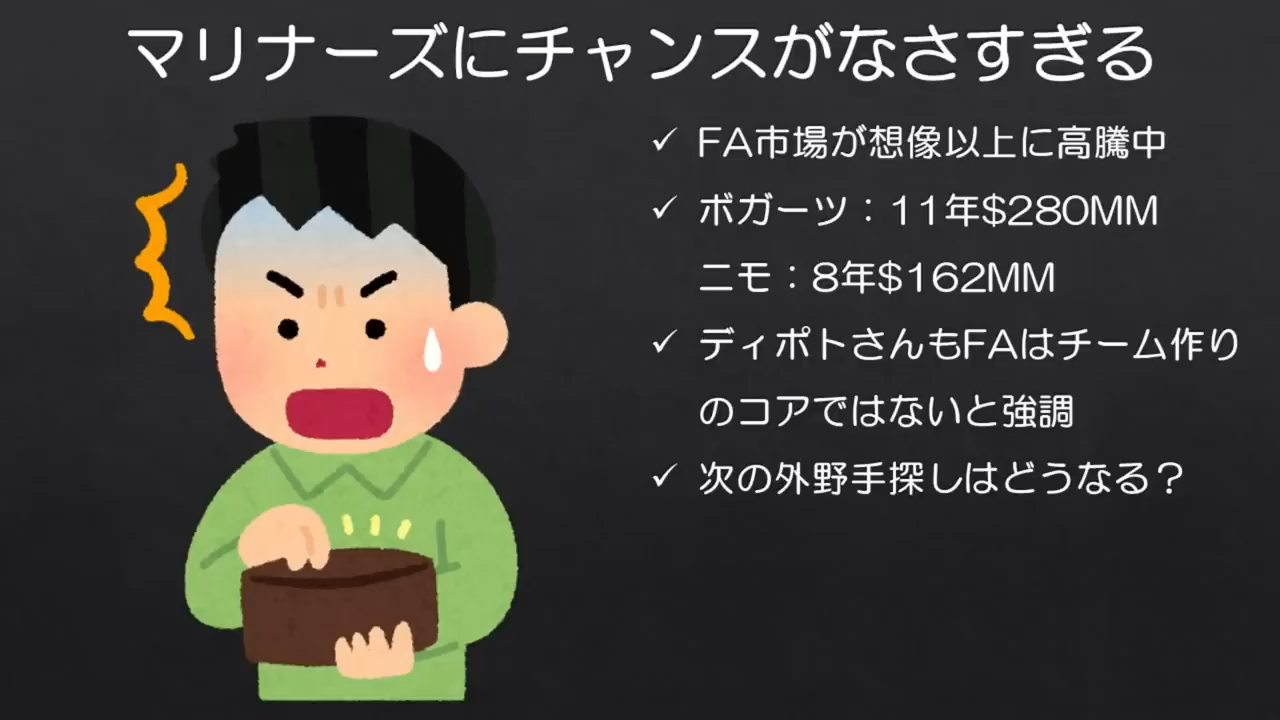 マリナーズにチャンスがなさすぎる
✓ FA市場が想像以上に高騰中
✓ ボガーツ：11年$280MM
ニモ：8年$162MM
✓ ディポトさんもFAはチーム作り
のコアではないと強調
✓ 次の外野手探しはどうなる？